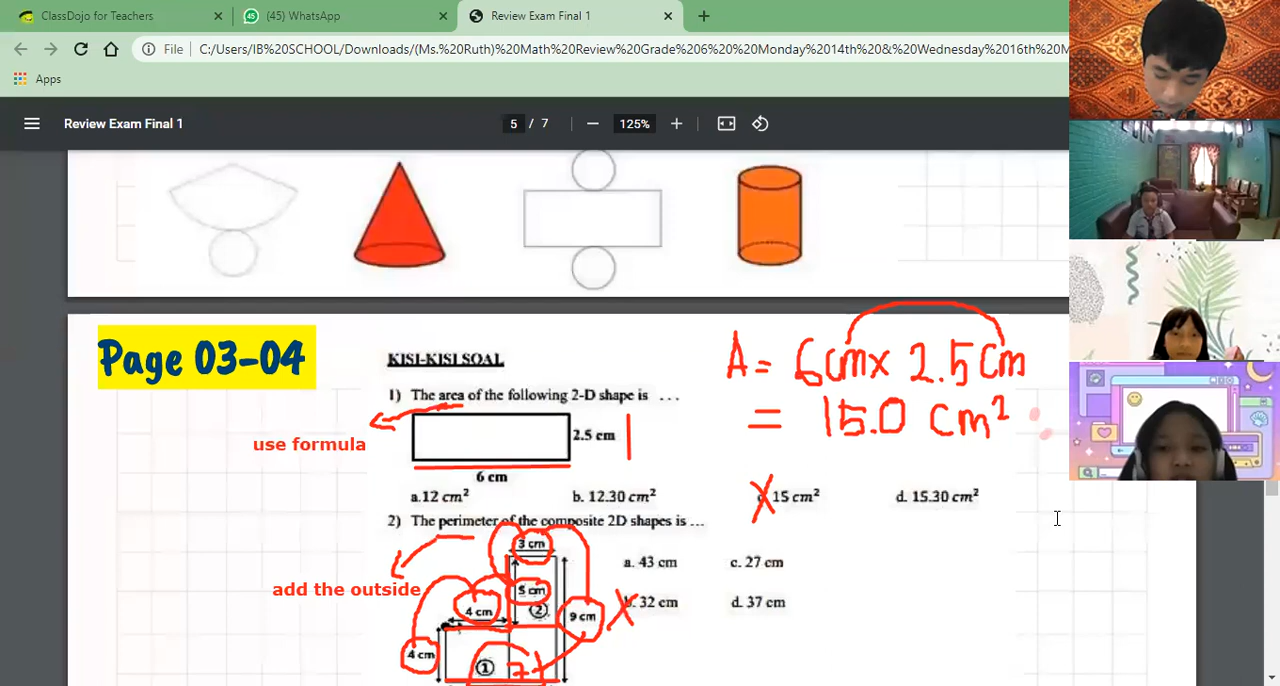 ClassDojo for Teachers
(45) WhatsApp
Review Exam Final 1
File C:/Users/IB%20SCHOOL/Downloads/(Ms.%20Ruth)%20Math%20Review%20Grade%206%20%20Monday%2014th%20&%20Wednesday%2016th%20M
Apps
Review Exam Final 1
5 / 7
125%
Page 03-04
KISI-KISI SOAL
A = 6cm x 2.5 cm
= 15.0 cm²
1) The area of the following 2-D shape is ...
use formula
2.5 cm
6 cm
a.12 cm² b. 12.30 cm² 15 cm² d. 15.30 cm²
2) The perimeter of the composite 2D shapes is ...
3 cm
a. 43 cm c. 27 cm
add the outside
5 cm
4 cm
②
9 cm
b. 32 cm d. 37 cm
4 cm
①
7